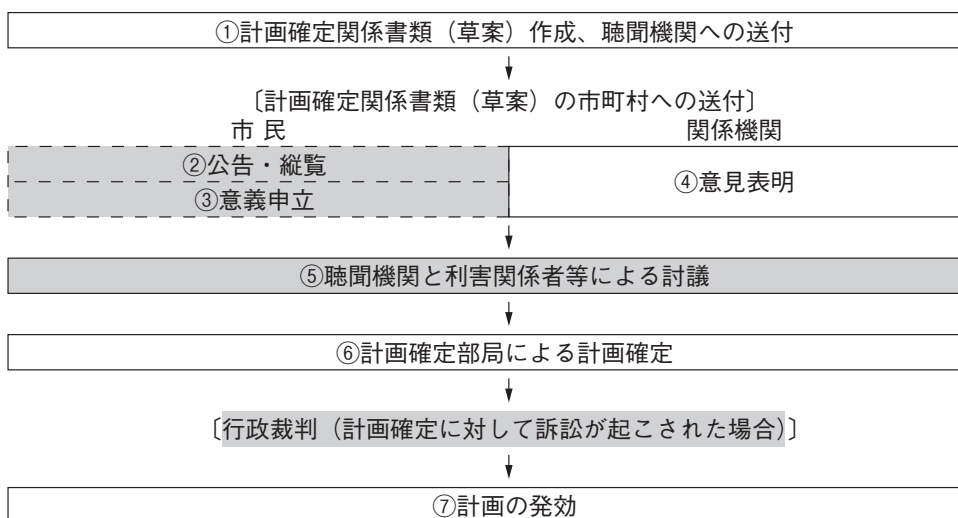 ①計画確定関係書類（草案）作成、聴聞機関への送付
〔計画確定関係書類（草案）の市町村への送付〕
市 民
関係機関
②公告・縦覧
③意義申立
④意見表明
⑤聴聞機関と利害関係者等による討議
⑥計画確定部局による計画確定
〔行政裁判（計画確定に対して訴訟が起こされた場合）〕
⑦計画の発効